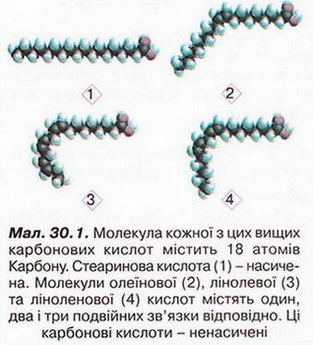 1
2
3
4
Мал. 30.1. Молекула кожної з цих вищих
карбонових кислот містить 18 атомів
Карбону. Стеаринова кислота (1) – насиче-
на. Молекули олеїнової (2), лінолевої (3)
та ліноленової (4) кислот містять один,
два і три подвійних зв'язки відповідно. Ці
карбонові кислоти – ненасичені